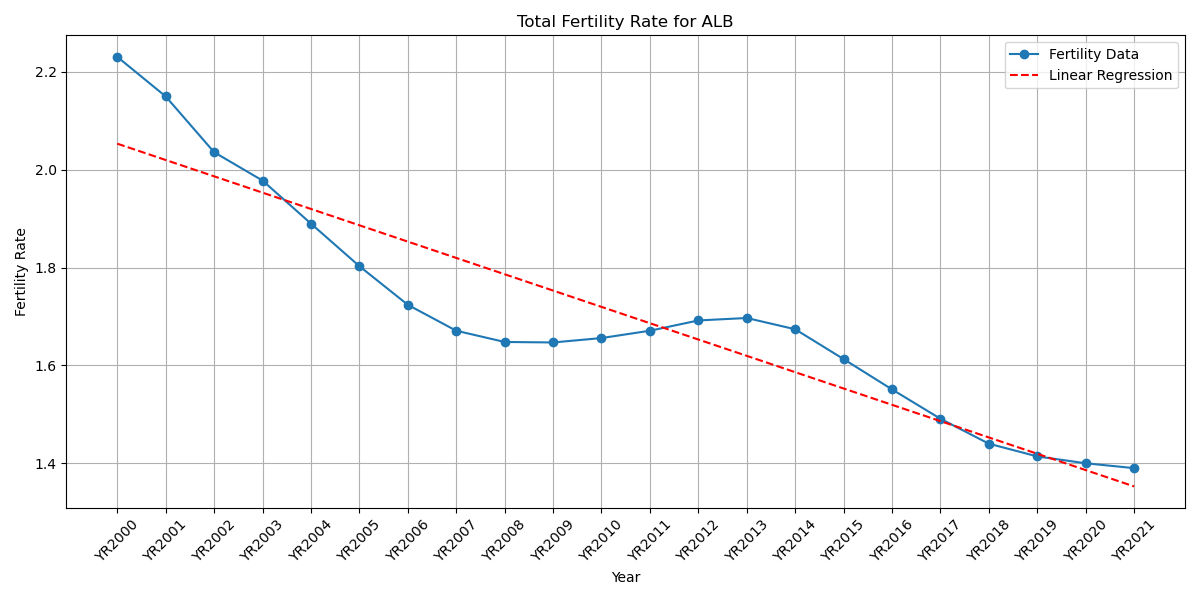 Total Fertility Rate for ALB
Fertility Data
Linear Regression
Fertility Rate
2.2
2.0
1.8
1.6
1.4
YR2000
YR2001
YR2002
YR2003
YR2004
YR2005
YR2006
YR2007
YR2008
YR2009
YR2010
YR2011
YR2012
YR2013
YR2014
YR2015
YR2016
YR2017
YR2018
YR2019
YR2020
YR2021
Year